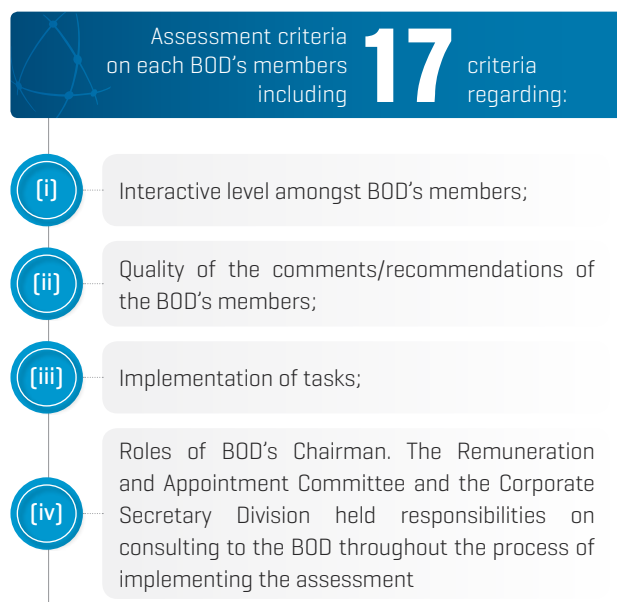 Assessment criteria
on each BOD's members
including
17
criteria
regarding:
(i)
Interactive level amongst BOD's members;
(ii)
Quality of the comments/recommendations of
the BOD's members;
(iii)
Implementation of tasks;
(iv)
Roles of BOD's Chairman. The Remuneration
and Appointment Committee and the Corporate
Secretary Division held responsibilities on
consulting to the BOD throughout the process of
implementing the assessment